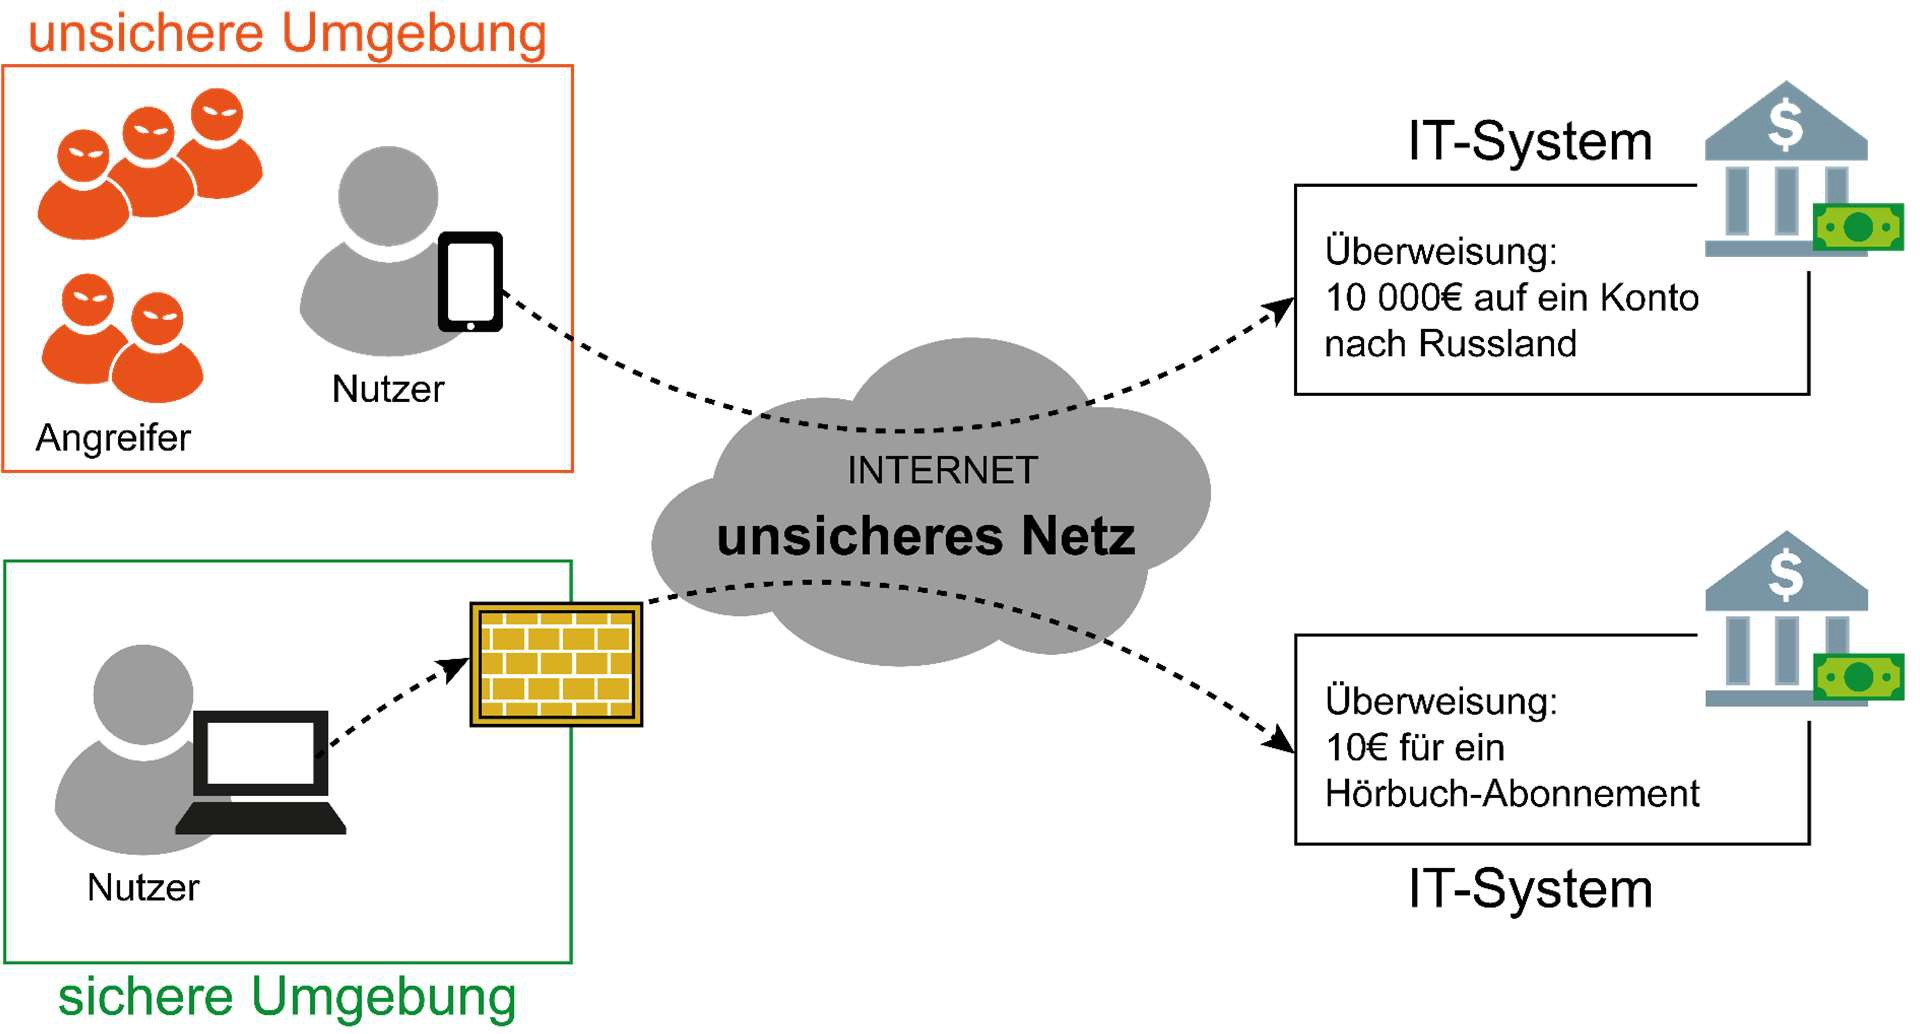 unsichere Umgebung
Angreifer
Nutzer
INTERNET
unsicheres Netz
IT-System
$
Überweisung:
10 000€ auf ein Konto
nach Russland
Nutzer
sichere Umgebung
$
Überweisung:
10€ für ein
Hörbuch-Abonnement
IT-System